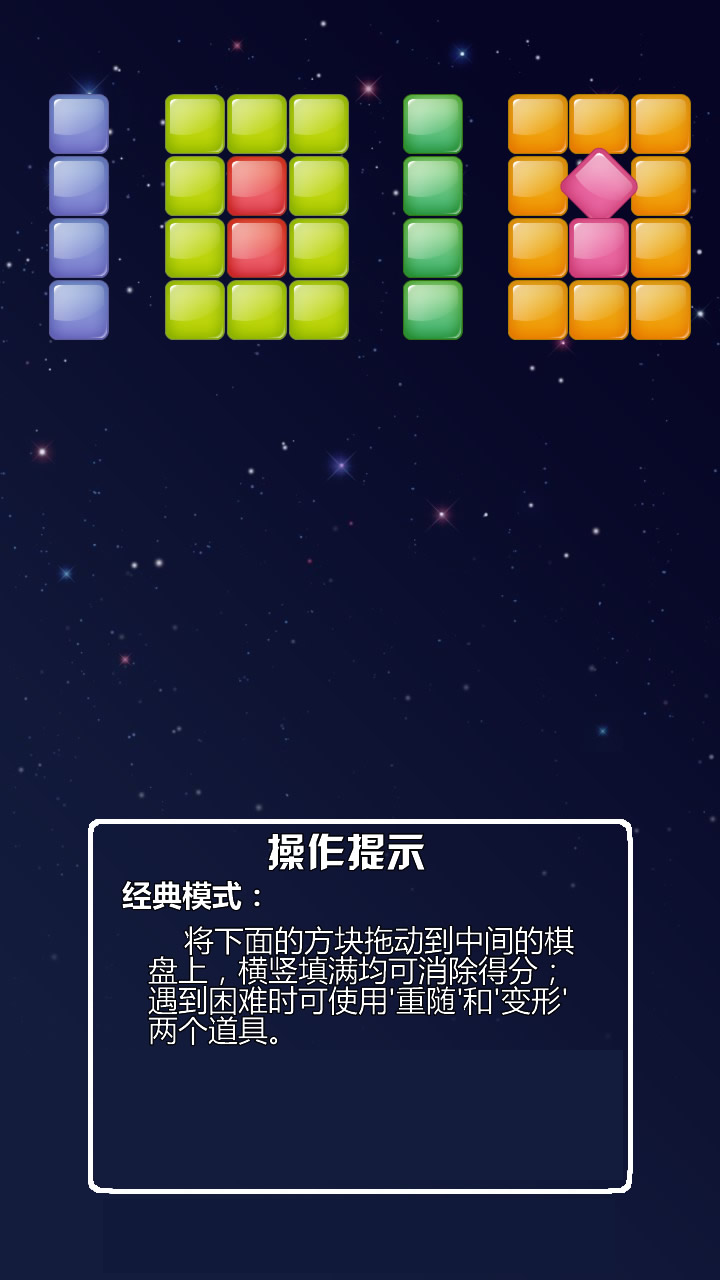 1010
操作提示
经典模式：
将下面的方块拖动到中间的棋
盘上，横竖填满均可消除得分；
遇到困难时可使用'重随'和'变形'
两个道具。